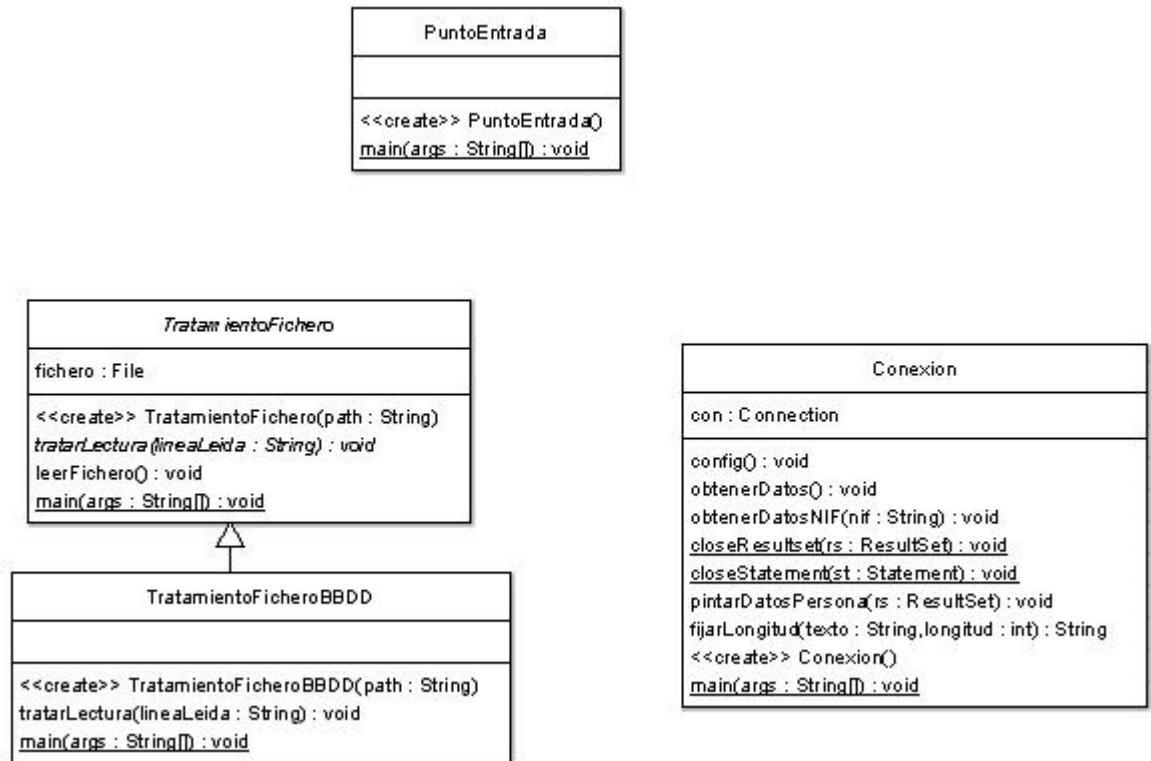 PuntoEntrada
<<create>> PuntoEntrada()
main(args : String[]) : void
TratamientoFichero
fichero : File
<<create>> TratamientoFichero(path : String)
tratarLectura(lineaLeida : String) : void
leerFichero() : void
main(args : String[]) : void
TratamientoFicheroBBDD
<<create>> TratamientoFicheroBBDD(path : String)
tratarLectura(lineaLeida : String) : void
main(args : String[]) : void
Conexion
con : Connection
config() : void
obtenerDatos() : void
obtenerDatosNIF(nif : String) : void
closeResultset(rs : ResultSet) : void
closeStatement(st : Statement) : void
pintarDatosPersona(rs : ResultSet) : void
fijarLongitud(texto : String,longitud : int) : String
<<create>> Conexion()
main(args : String[]) : void